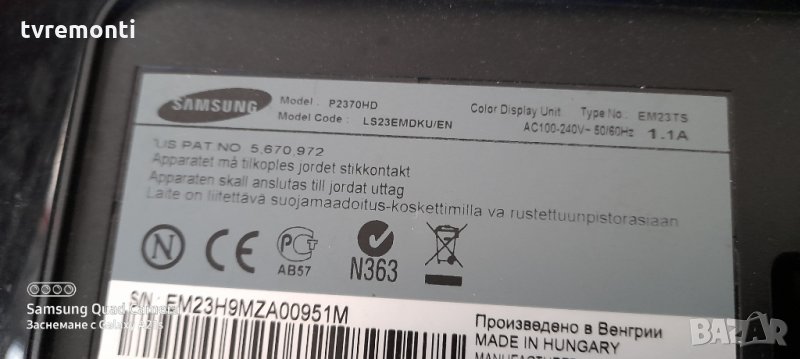 tvremonti
SAMSUNG
Model : P2370HD
Model Code : LS23EMDKU/EN
Color Display Unit Type No.: EM23TS
AC100-240V~ 50/60Hz 1.1A
US PAT.NO 5,670,972
Apparatet må tilkoples jordet stikkontakt
Apparaten skall anslutas till jordat uttag
Laite on liitettävä suojamaadoitus-koskettimilla va rustettuunpistorasiaan
N
CE
PCT
AB57
N363
S/N: EM23H9MZA00951M
Произведено в Венгрии
MADE IN HUNGARY
Samsung Quad Camera
Заснемане с Galaxy A21s
BAZAR